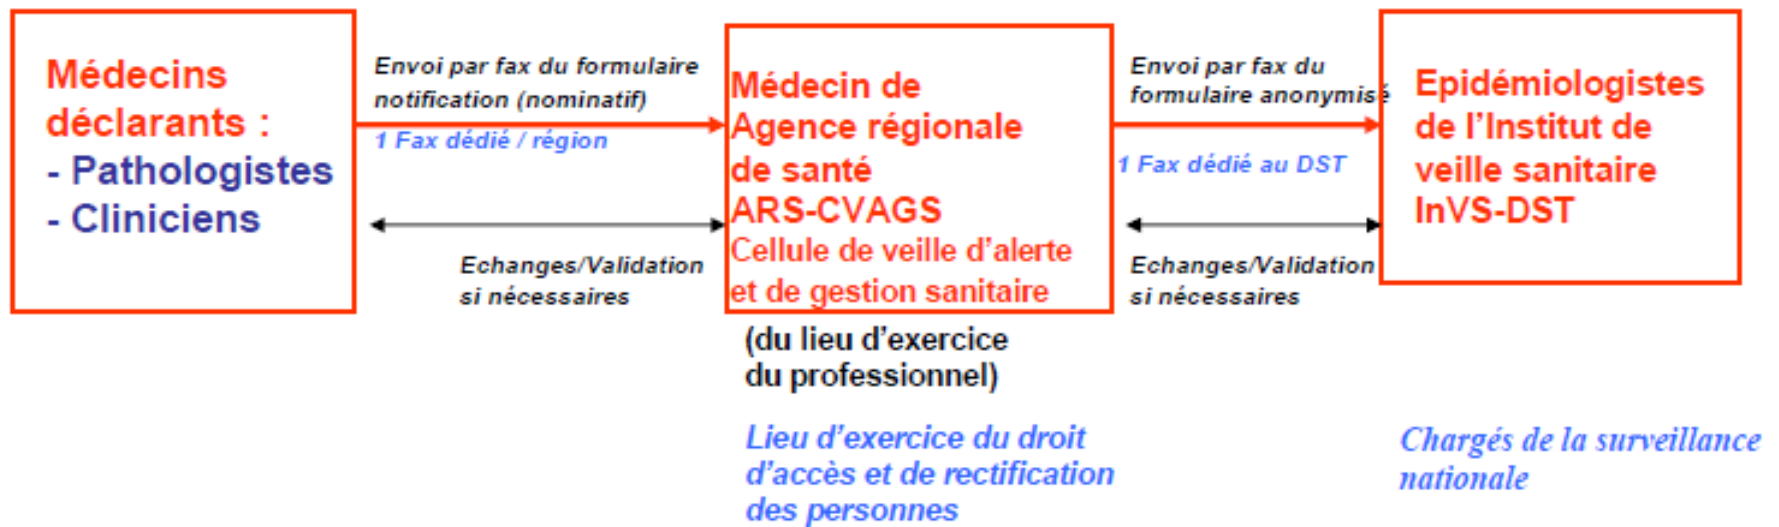 Médecins
déclarants :
- Pathologistes
- Cliniciens
Envoi par fax du formulaire
notification (nominatif)
1 Fax dédié / région
Echanges/Validation
si nécessaires
Médecin de
Agence régionale
de santé
ARS-CVAGS
Cellule de veille d'alerte
et de gestion sanitaire
(du lieu d'exercice
du professionnel)
Lieu d'exercice du droit
d'accès et de rectification
des personnes
Envoi par fax du
formulaire anonymisé
1 Fax dédié au DST
Echanges/Validation
si nécessaires
Epidémiologistes
de l'Institut de
veille sanitaire
InVS-DST
Chargés de la surveillance
nationale